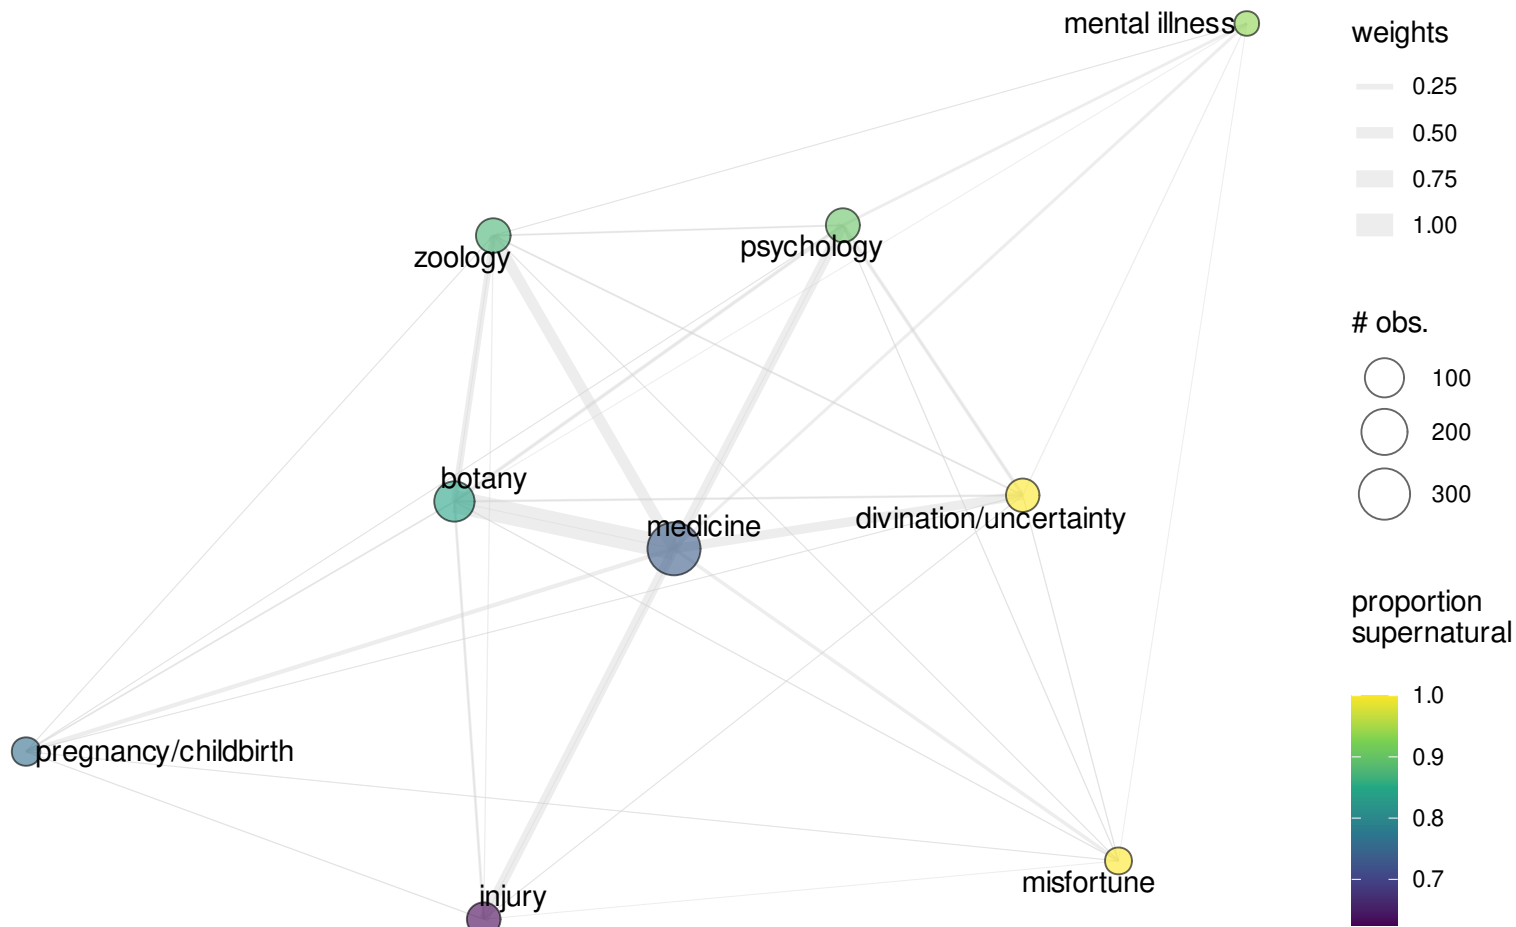 mental illness
zoology
psychology
botany
medicine
divination/uncertainty
pregnancy/childbirth
injury
misfortune
weights
0.25
0.50
0.75
1.00
# obs.
100
200
300
proportion
supernatural
1.0
0.9
0.8
0.7